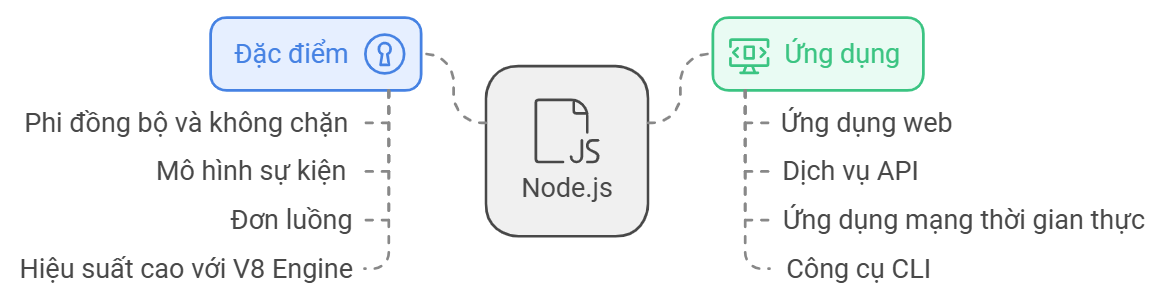 Đặc điểm
Phi đồng bộ và không chặn
Mô hình sự kiện
Đơn luồng
Hiệu suất cao với V8 Engine
JS
Node.js
Ứng dụng
Ứng dụng web
Dịch vụ API
Ứng dụng mạng thời gian thực
Công cụ CLI